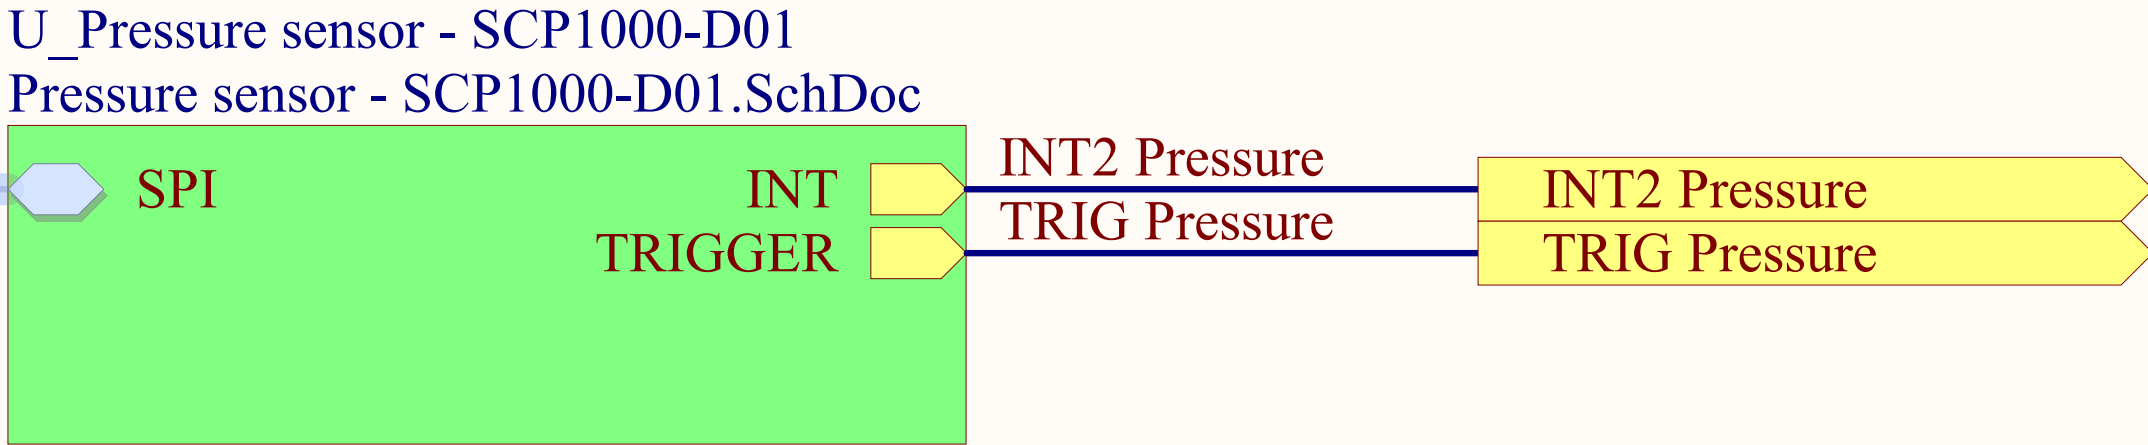 U_Pressure sensor - SCP1000-D01
Pressure sensor - SCP1000-D01.SchDoc
SPI INT INT2 Pressure INT2 Pressure
TRIGGER TRIG Pressure TRIG Pressure